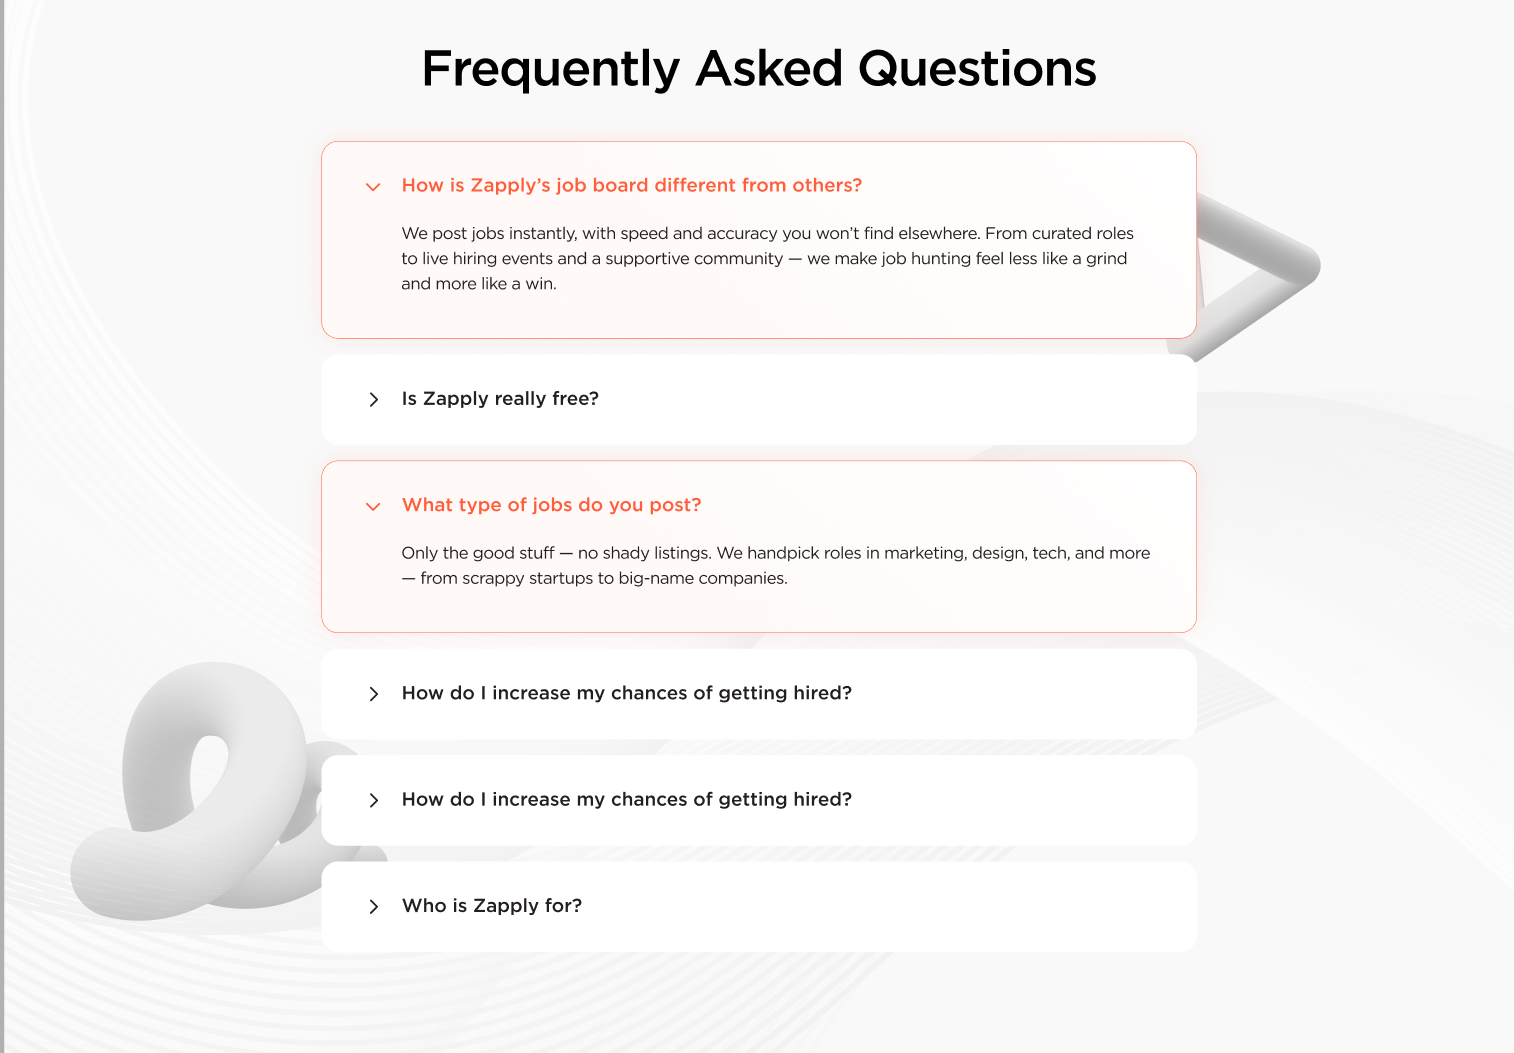 Frequently Asked Questions
How is Zapply’s job board different from others?
We post jobs instantly, with speed and accuracy you won’t find elsewhere. From curated roles
to live hiring events and a supportive community — we make job hunting feel less like a grind
and more like a win.
Is Zapply really free?
What type of jobs do you post?
Only the good stuff — no shady listings. We handpick roles in marketing, design, tech, and more
— from scrappy startups to big-name companies.
How do I increase my chances of getting hired?
How do I increase my chances of getting hired?
Who is Zapply for?